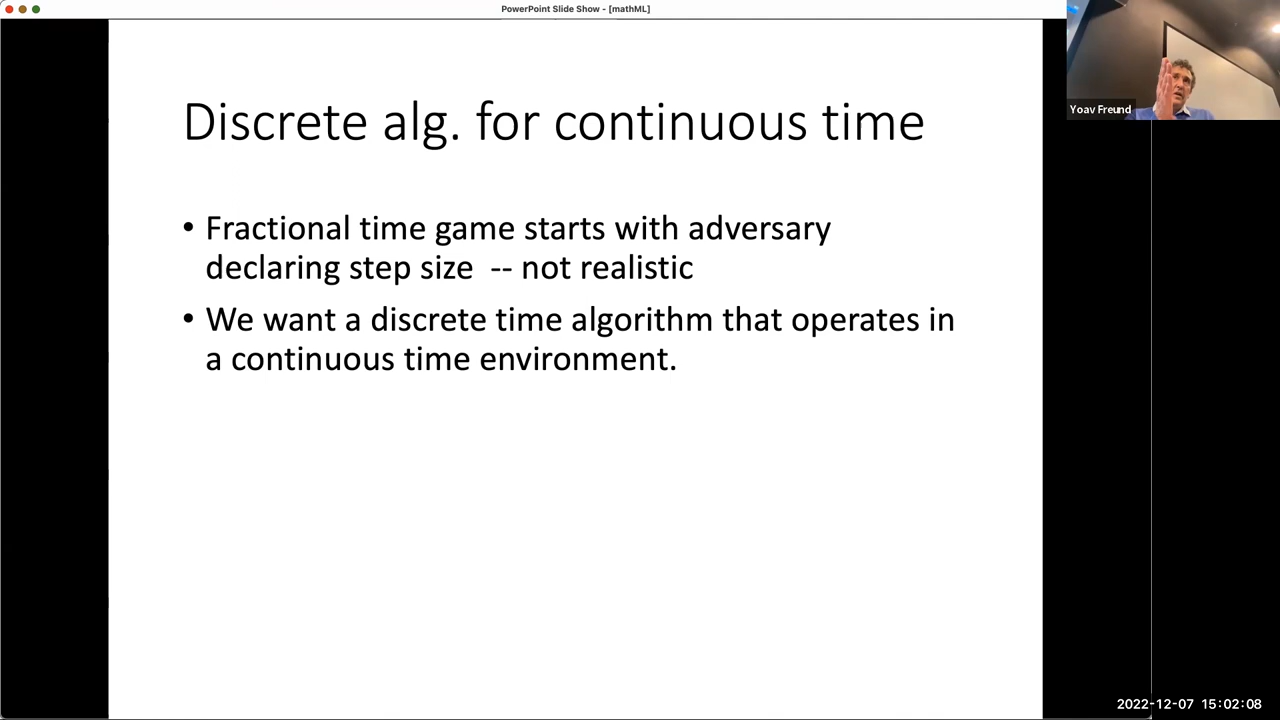 PowerPoint Slide Show - [mathML]
Yoav Freund
Discrete alg. for continuous time
• Fractional time game starts with adversary
declaring step size -- not realistic
• We want a discrete time algorithm that operates in
a continuous time environment.
2022-12-07 15:02:08